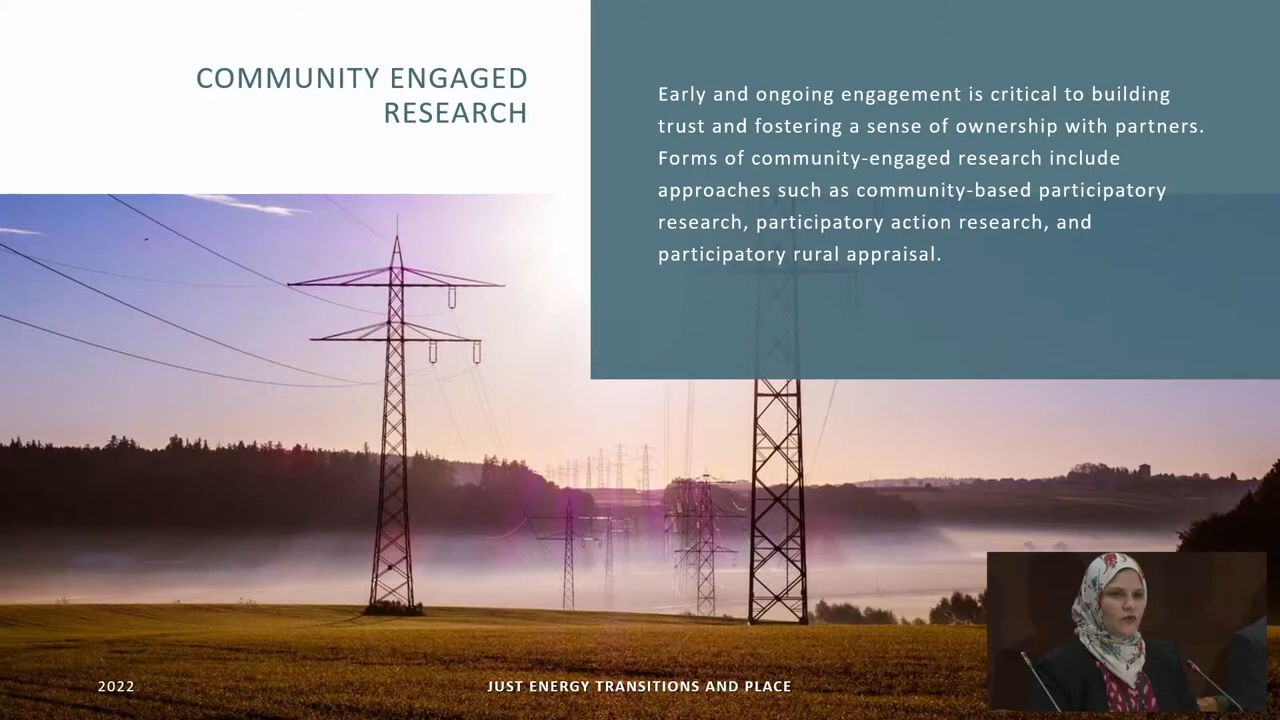 COMMUNITY ENGAGED
RESEARCH
Early and ongoing engagement is critical to building
trust and fostering a sense of ownership with partners.
Forms of community-engaged research include
approaches such as community-based participatory
research, participatory action research, and
participatory rural appraisal.
2022
JUST ENERGY TRANSITIONS AND PLACE